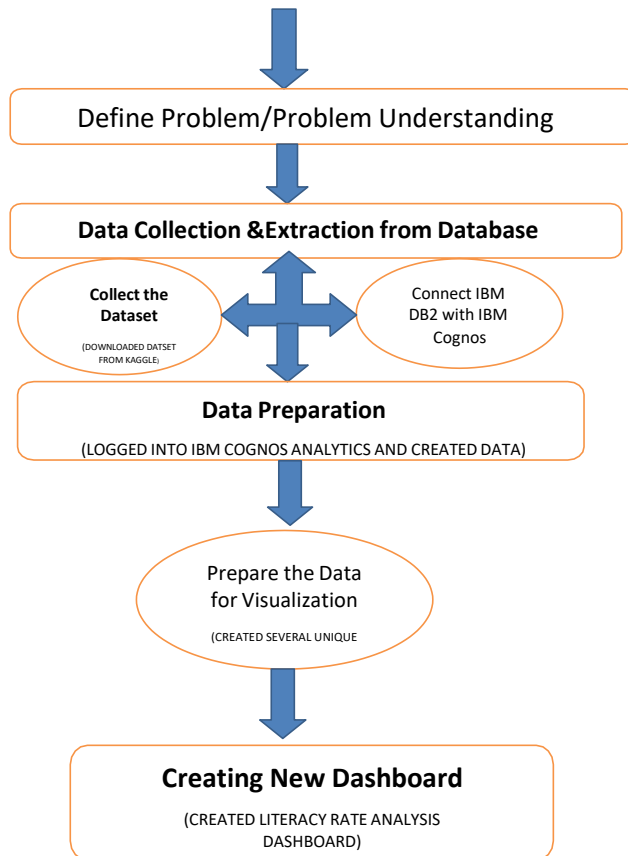 Define Problem/Problem Understanding
Data Collection &Extraction from Database
Collect the
Dataset
(DOWNLOADED DATSET
FROM KAGGLE)
Connect IBM
DB2 with IBM
Cognos
Data Preparation
(LOGGED INTO IBM COGNOS ANALYTICS AND CREATED DATA)
Prepare the Data
for Visualization
(CREATED SEVERAL UNIQUE
Creating New Dashboard
(CREATED LITERACY RATE ANALYSIS
DASHBOARD)